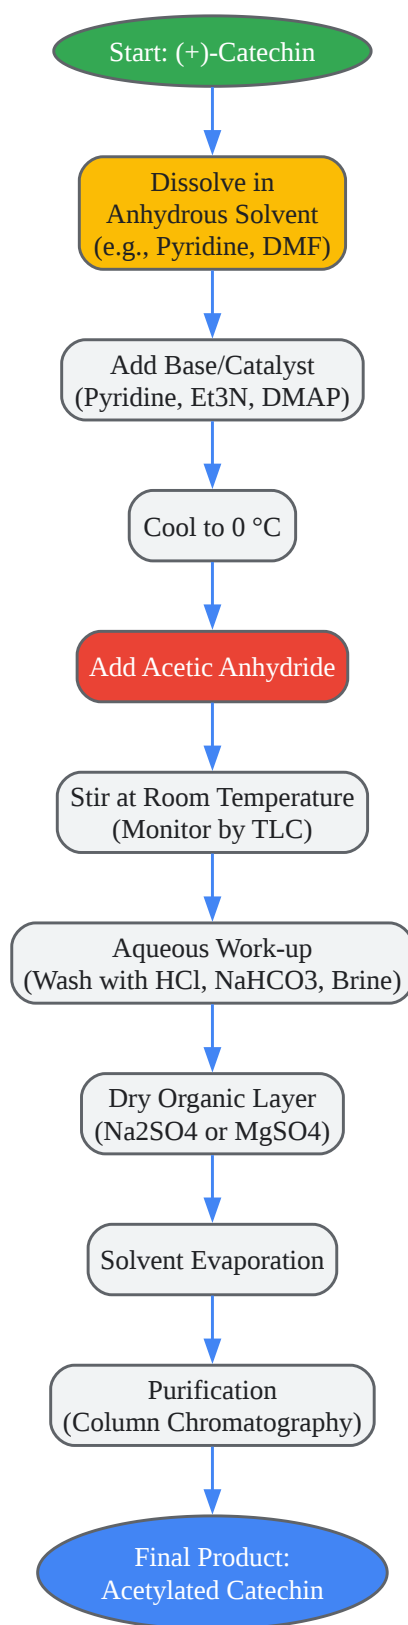 Start: (+)-Catechin
Dissolve in
Anhydrous Solvent
(e.g., Pyridine, DMF)
Add Base/Catalyst
(Pyridine, Et3N, DMAP)
Cool to 0 °C
Add Acetic Anhydride
Stir at Room Temperature
(Monitor by TLC)
Aqueous Work-up
(Wash with HCl, NaHCO3, Brine)
Dry Organic Layer
(Na2SO4 or MgSO4)
Solvent Evaporation
Purification
(Column Chromatography)
Final Product:
Acetylated Catechin